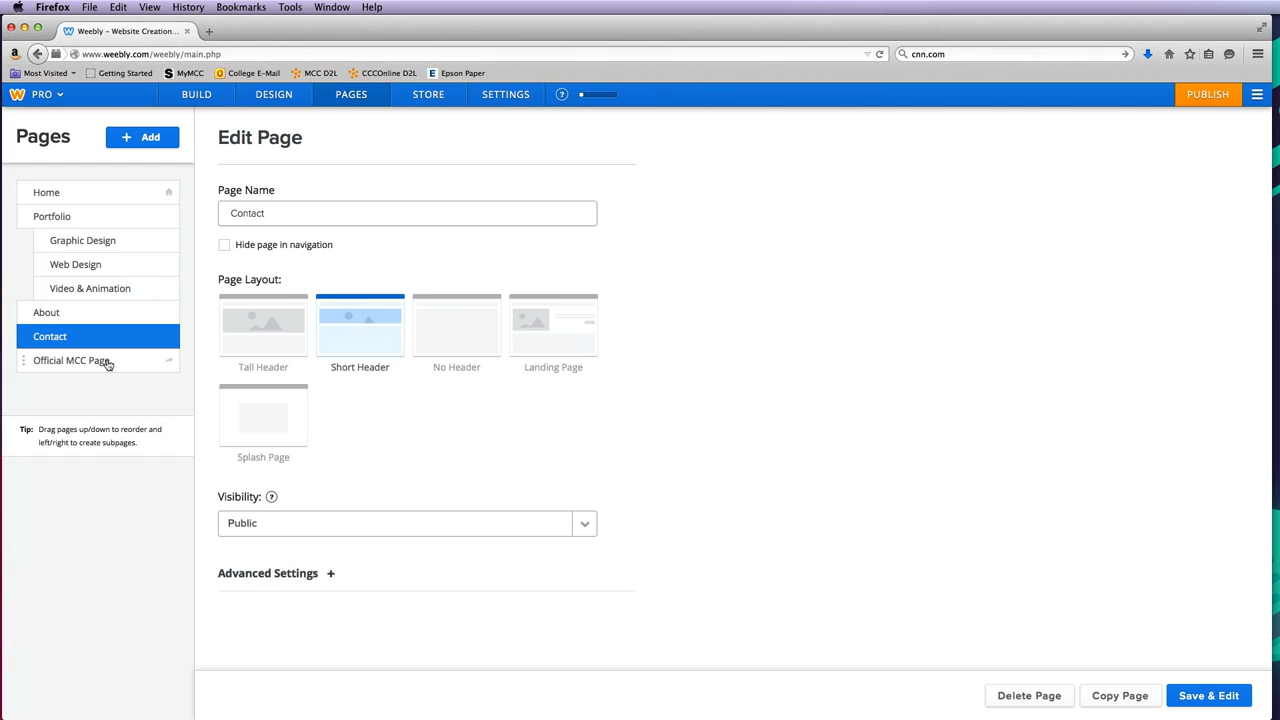 Firefox File Edit View History Bookmarks Tools Window Help
Weebly – Website Creation...
www.weebly.com/weebly/main.php
cnn.com
Most Visited Getting Started MyMCC College E-Mail MCC D2L CCCOnline D2L Epson Paper
PRO BUILD DESIGN PAGES STORE SETTINGS ? PUBLISH
Pages
+ Add
Home
Portfolio
Graphic Design
Web Design
Video & Animation
About
Contact
Official MCC Page
Tip: Drag pages up/down to reorder and
left/right to create subpages.
Edit Page
Page Name
Contact
Hide page in navigation
Page Layout:
Tall Header Short Header No Header Landing Page
Splash Page
Visibility: ?
Public
Advanced Settings +
Delete Page Copy Page Save & Edit